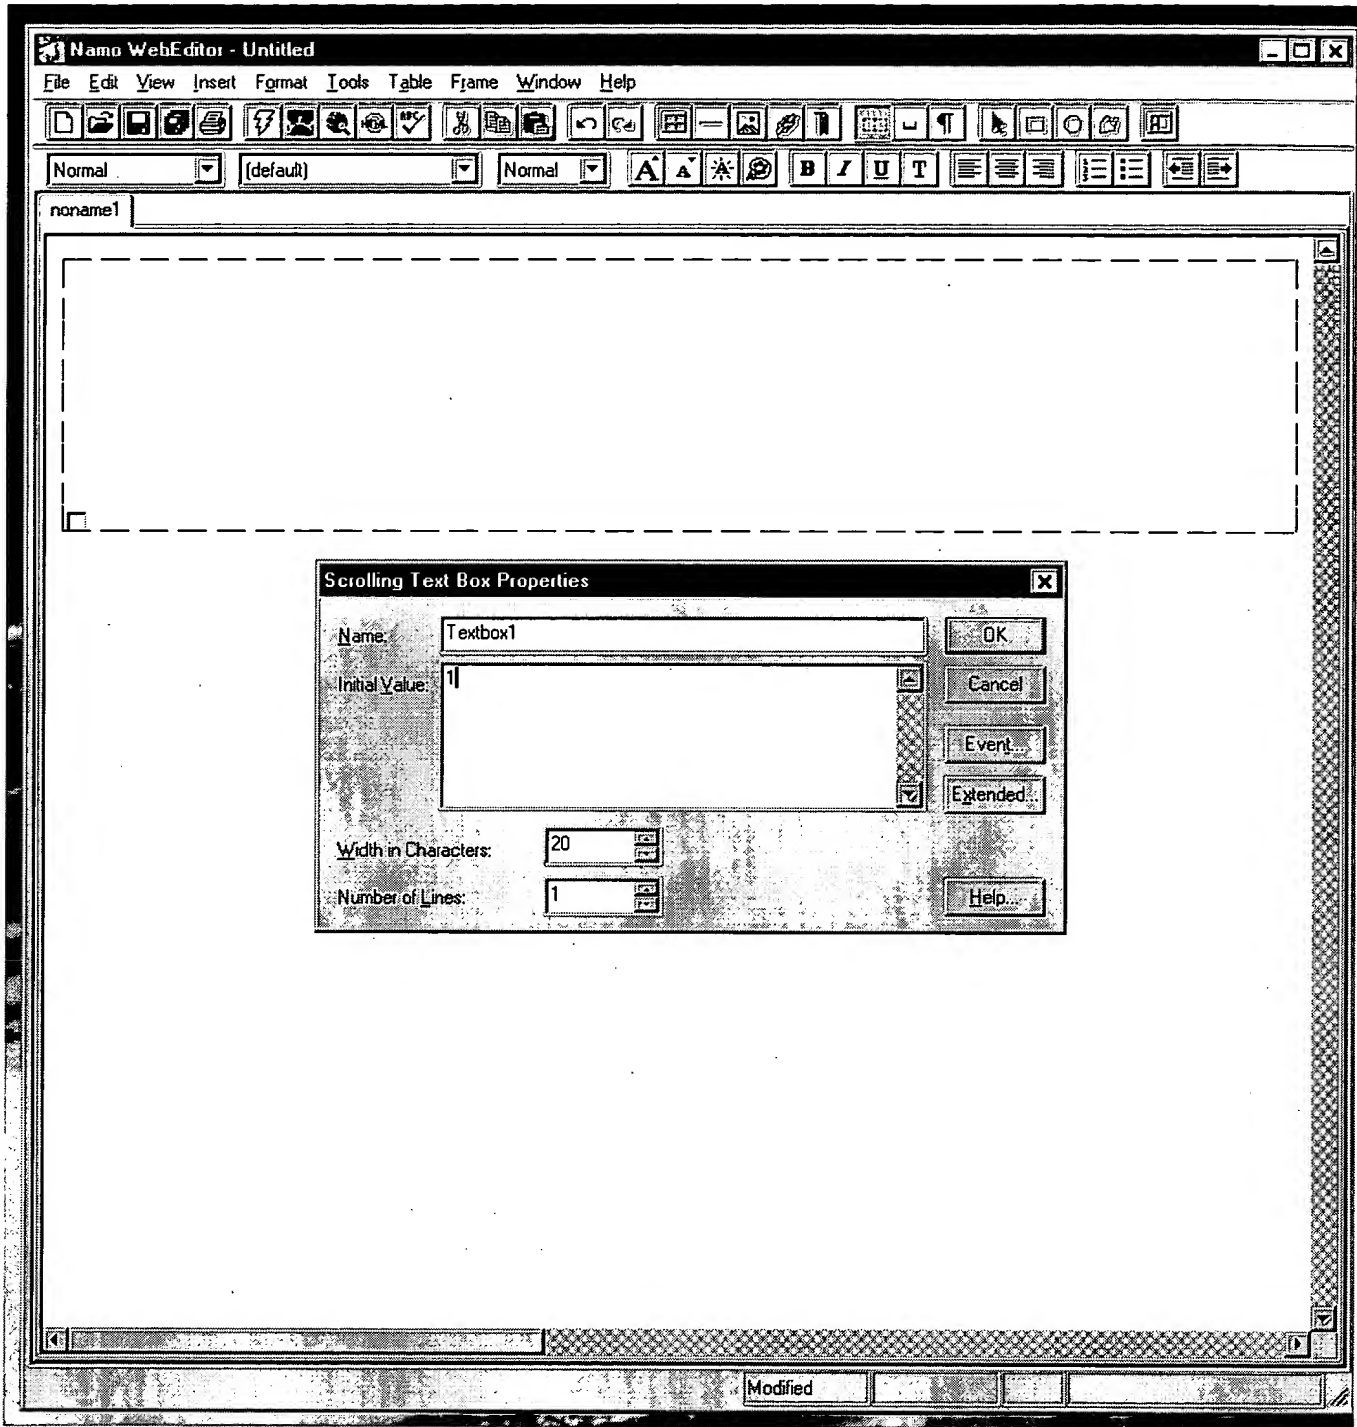 Namo WebEditor - Untitled
File Edit View Insert Format Tools Table Frame Window Help
Normal (default) Normal A A A B I U T
noname1
Scrolling Text Box Properties
Name: Textbox1 OK
Initial Value: 1 Cancel
Event...
Extended...
Width in Characters: 20
Number of Lines: 1 Help...
Modified